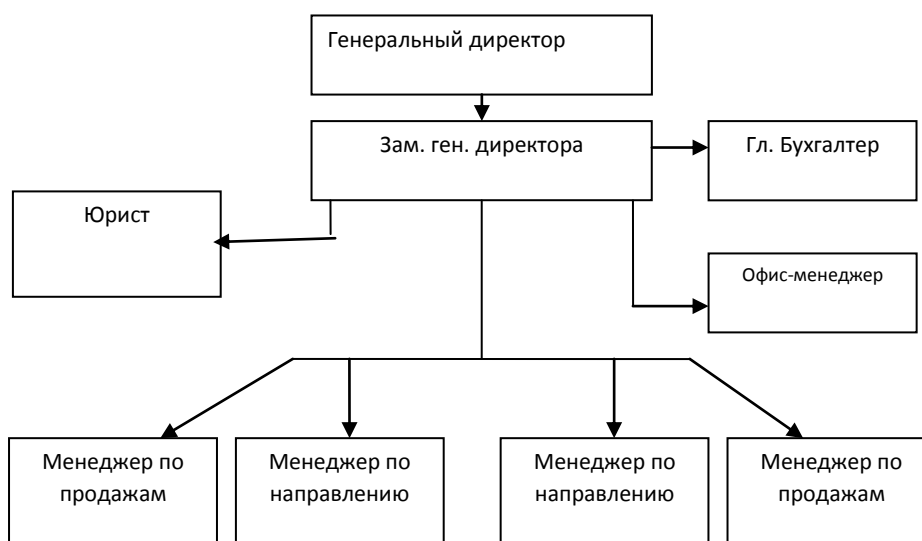 Генеральный директор
Зам. ген. директора
Гл. Бухгалтер
Юрист
Офис-менеджер
Менеджер по
продажам
Менеджер по
направлению
Менеджер по
направлению
Менеджер по
продажам